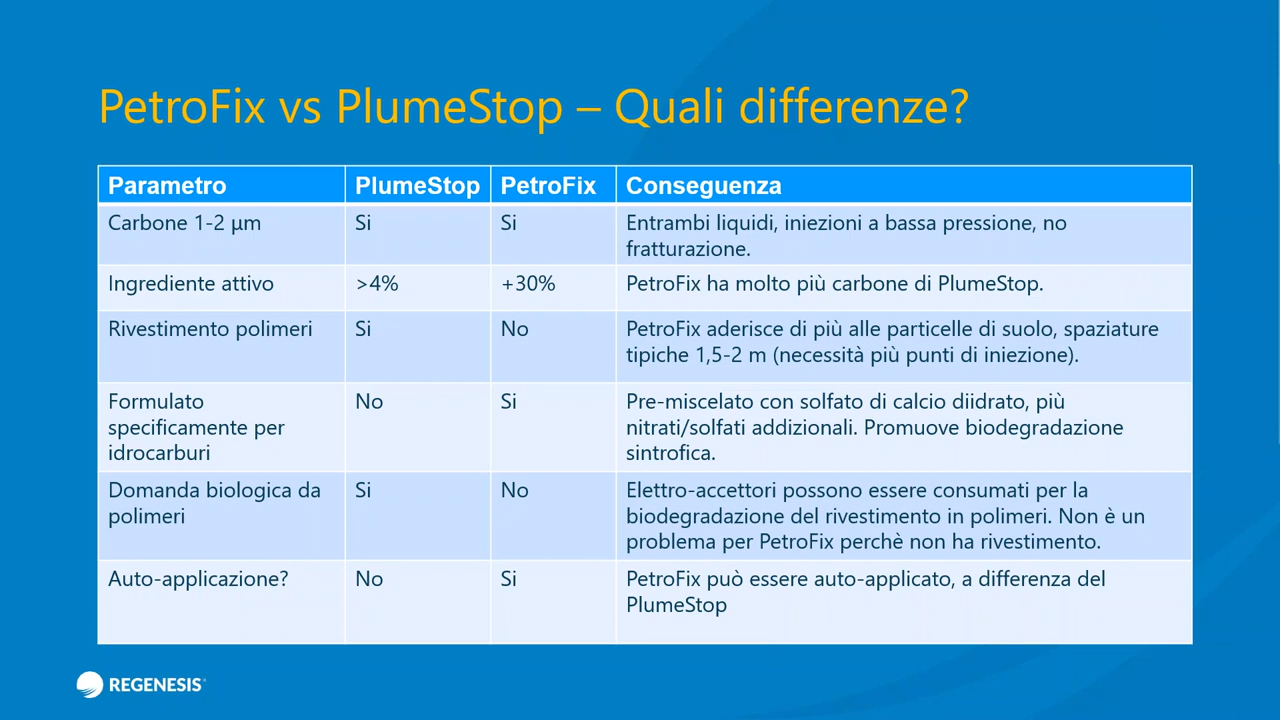 PetroFix vs PlumeStop – Quali differenze?
Parametro PlumeStop PetroFix Conseguenza
Carbone 1-2 µm Si Si Entrambi liquidi, iniezioni a bassa pressione, no
fratturazione.
Ingrediente attivo >4% +30% PetroFix ha molto più carbone di PlumeStop.
Rivestimento polimeri Si No PetroFix aderisce di più alle particelle di suolo, spaziature
tipiche 1,5-2 m (necessità più punti di iniezione).
Formulato No Si Pre-miscelato con solfato di calcio diidrato, più
specificamente per nitrati/solfati addizionali. Promuove biodegradazione
idrocarburi sintrofica.
Domanda biologica da Si No Elettro-accettori possono essere consumati per la
polimeri biodegradazione del rivestimento in polimeri. Non è un
problema per PetroFix perchè non ha rivestimento.
Auto-applicazione? No Si PetroFix può essere auto-applicato, a differenza del
PlumeStop
REGENESIS